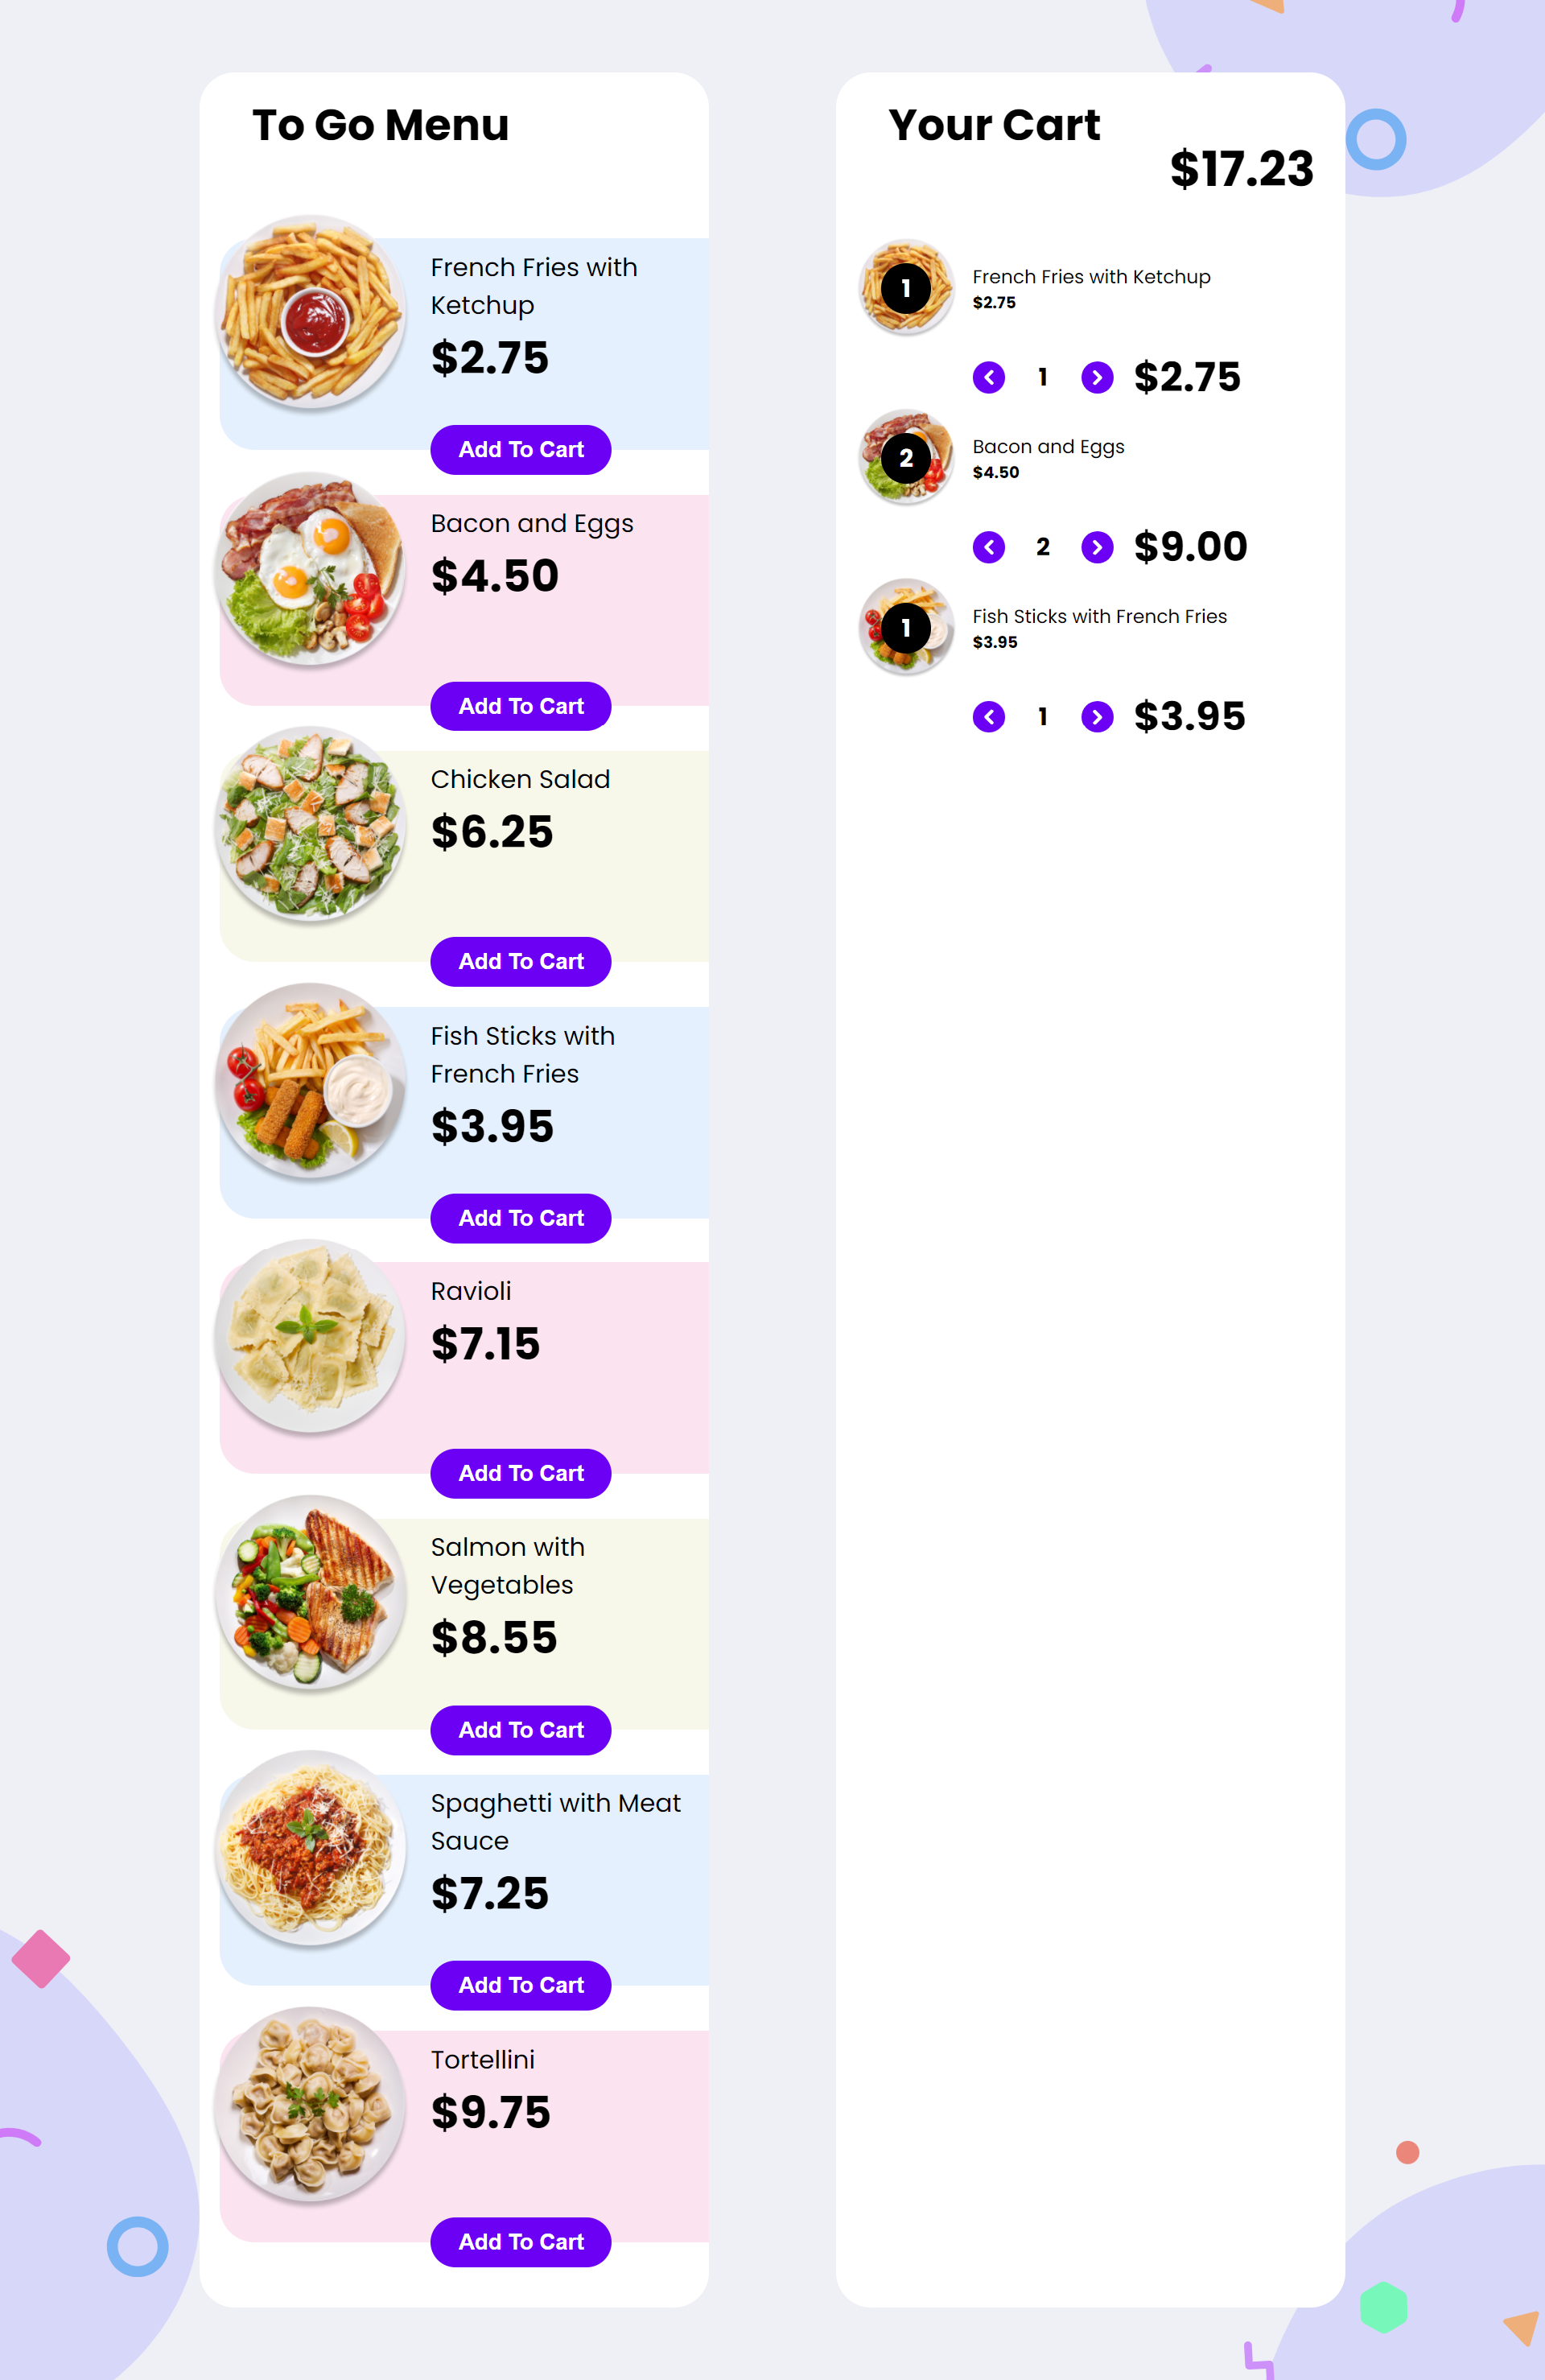 To Go Menu
French Fries with
Ketchup
$2.75
Add To Cart
Bacon and Eggs
$4.50
Add To Cart
Chicken Salad
$6.25
Add To Cart
Fish Sticks with
French Fries
$3.95
Add To Cart
Ravioli
$7.15
Add To Cart
Salmon with
Vegetables
$8.55
Add To Cart
Spaghetti with Meat
Sauce
$7.25
Add To Cart
Tortellini
$9.75
Add To Cart
Your Cart
$17.23
1
French Fries with Ketchup
$2.75
1 $2.75
2
Bacon and Eggs
$4.50
2 $9.00
1
Fish Sticks with French Fries
$3.95
1 $3.95